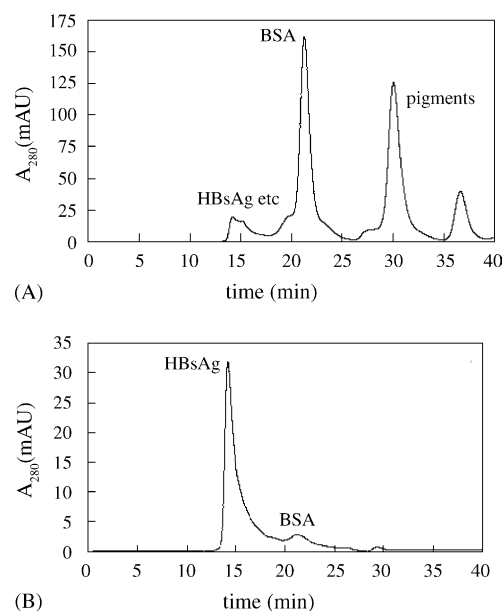 175
150
125
100
75
50
25
0
A₂₈₀(mAU)
BSA
pigments
HBsAg etc
0 5 10 15 20 25 30 35 40
(A)
time (min)
35
30
25
20
15
10
5
0
A₂₈₀(mAU)
HBsAg
BSA
0 5 10 15 20 25 30 35 40
(B)
time (min)